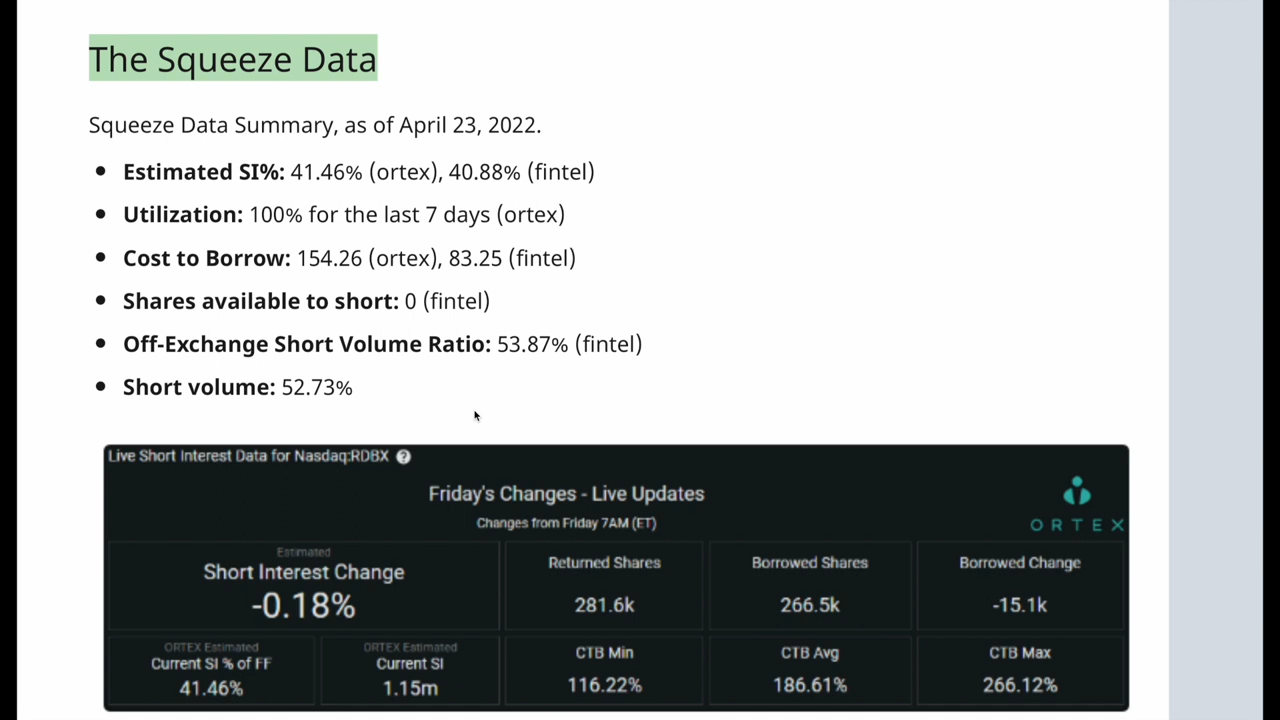 The Squeeze Data
Squeeze Data Summary, as of April 23, 2022.
• Estimated SI%: 41.46% (ortex), 40.88% (fintel)
• Utilization: 100% for the last 7 days (ortex)
• Cost to Borrow: 154.26 (ortex), 83.25 (fintel)
• Shares available to short: 0 (fintel)
• Off-Exchange Short Volume Ratio: 53.87% (fintel)
• Short volume: 52.73%
Live Short Interest Data for Nasdaq:RDBX ?
Friday's Changes - Live Updates
Changes from Friday 7AM (ET)
ORTEX
Estimated
Short Interest Change
-0.18%
Returned Shares
281.6k
Borrowed Shares
266.5k
Borrowed Change
-15.1k
ORTEX Estimated
Current SI % of FF
41.46%
ORTEX Estimated
Current SI
1.15m
CTB Min
116.22%
CTB Avg
186.61%
CTB Max
266.12%